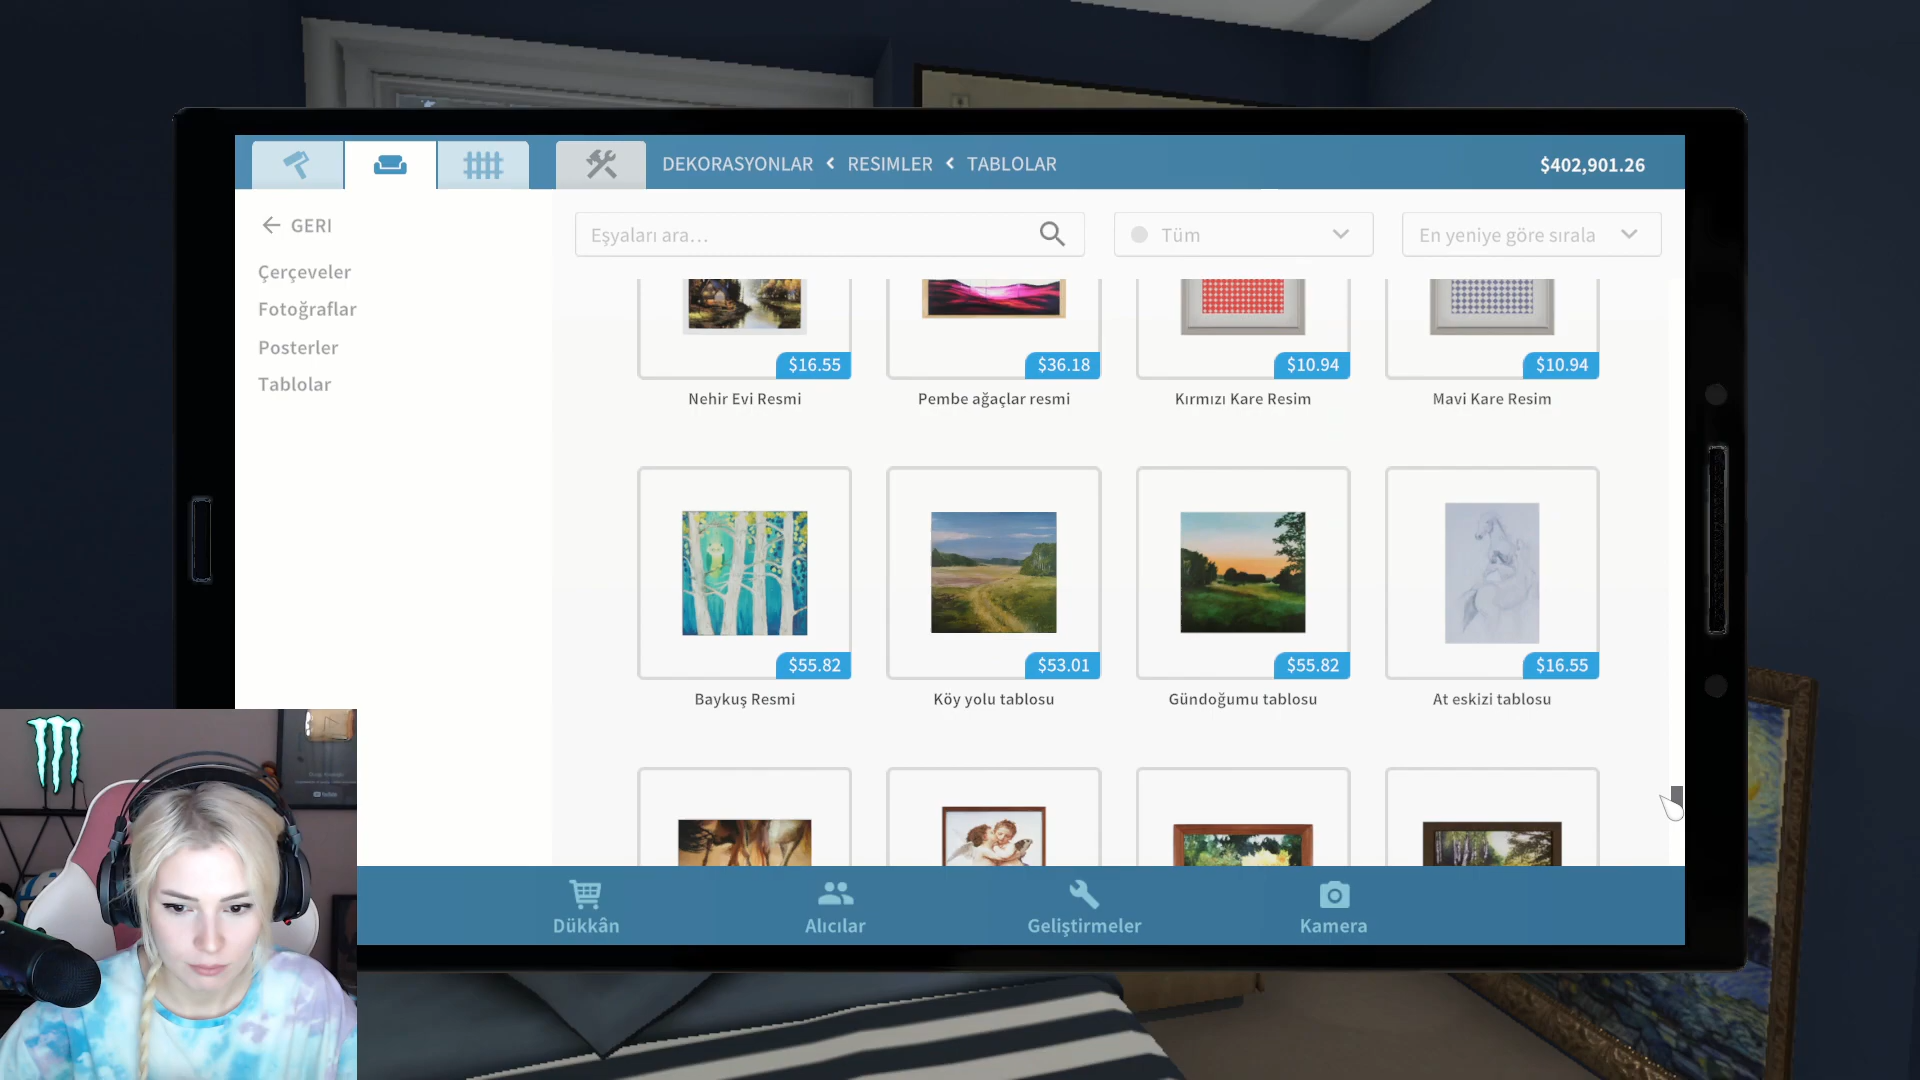 DEKORASYONLAR < RESIMLER < TABLOLAR
$402,901.26
← GERI
Çerçeveler
Fotoğraflar
Posterler
Tablolar
Eşyaları ara...
Tüm
En yeniye göre sırala
$16.55
$36.18
$10.94
$10.94
Nehir Evi Resmi
Pembe ağaçlar resmi
Kırmızı Kare Resim
Mavi Kare Resim
$55.82
$53.01
$55.82
$16.55
Baykuş Resmi
Köy yolu tablosu
Gündoğumu tablosu
At eskizi tablosu
Dükkân
Alıcılar
Geliştirmeler
Kamera